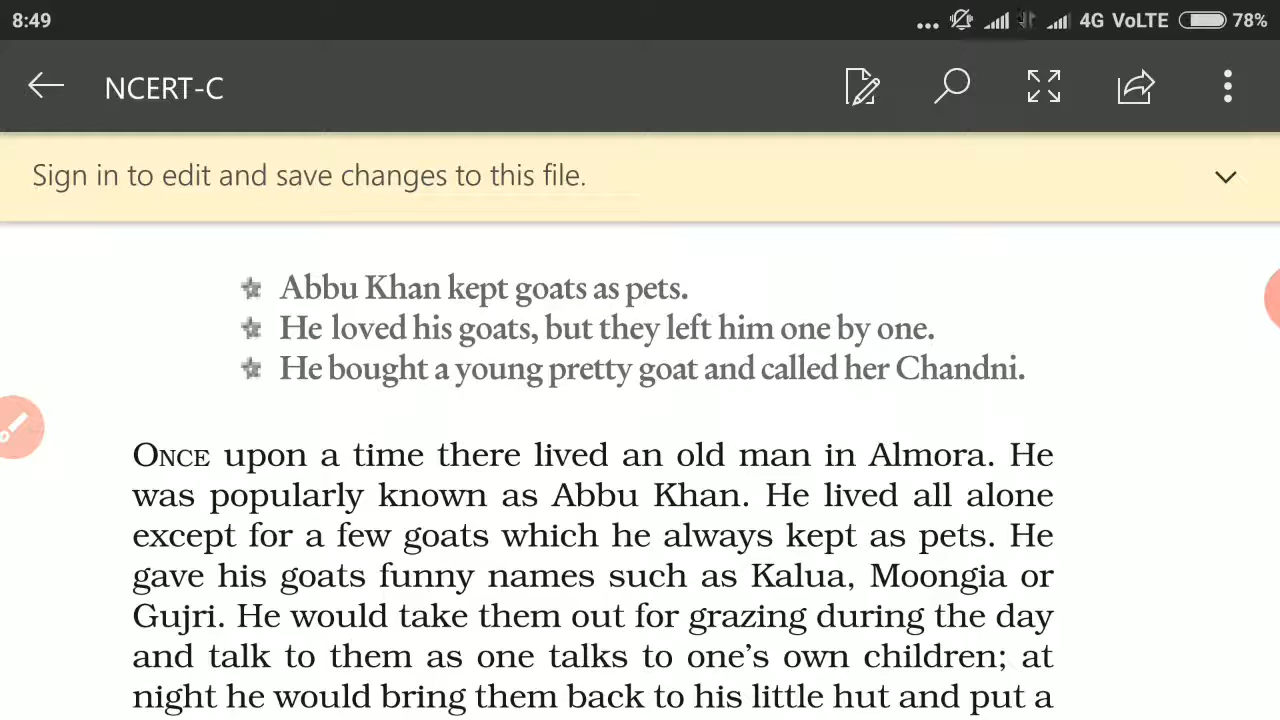 8:49
... 4G VoLTE 78%
NCERT-C
Sign in to edit and save changes to this file.
Abbu Khan kept goats as pets.
He loved his goats, but they left him one by one.
He bought a young pretty goat and called her Chandni.
ONCE upon a time there lived an old man in Almora. He
was popularly known as Abbu Khan. He lived all alone
except for a few goats which he always kept as pets. He
gave his goats funny names such as Kalua, Moongia or
Gujri. He would take them out for grazing during the day
and talk to them as one talks to one's own children; at
night he would bring them back to his little hut and put a